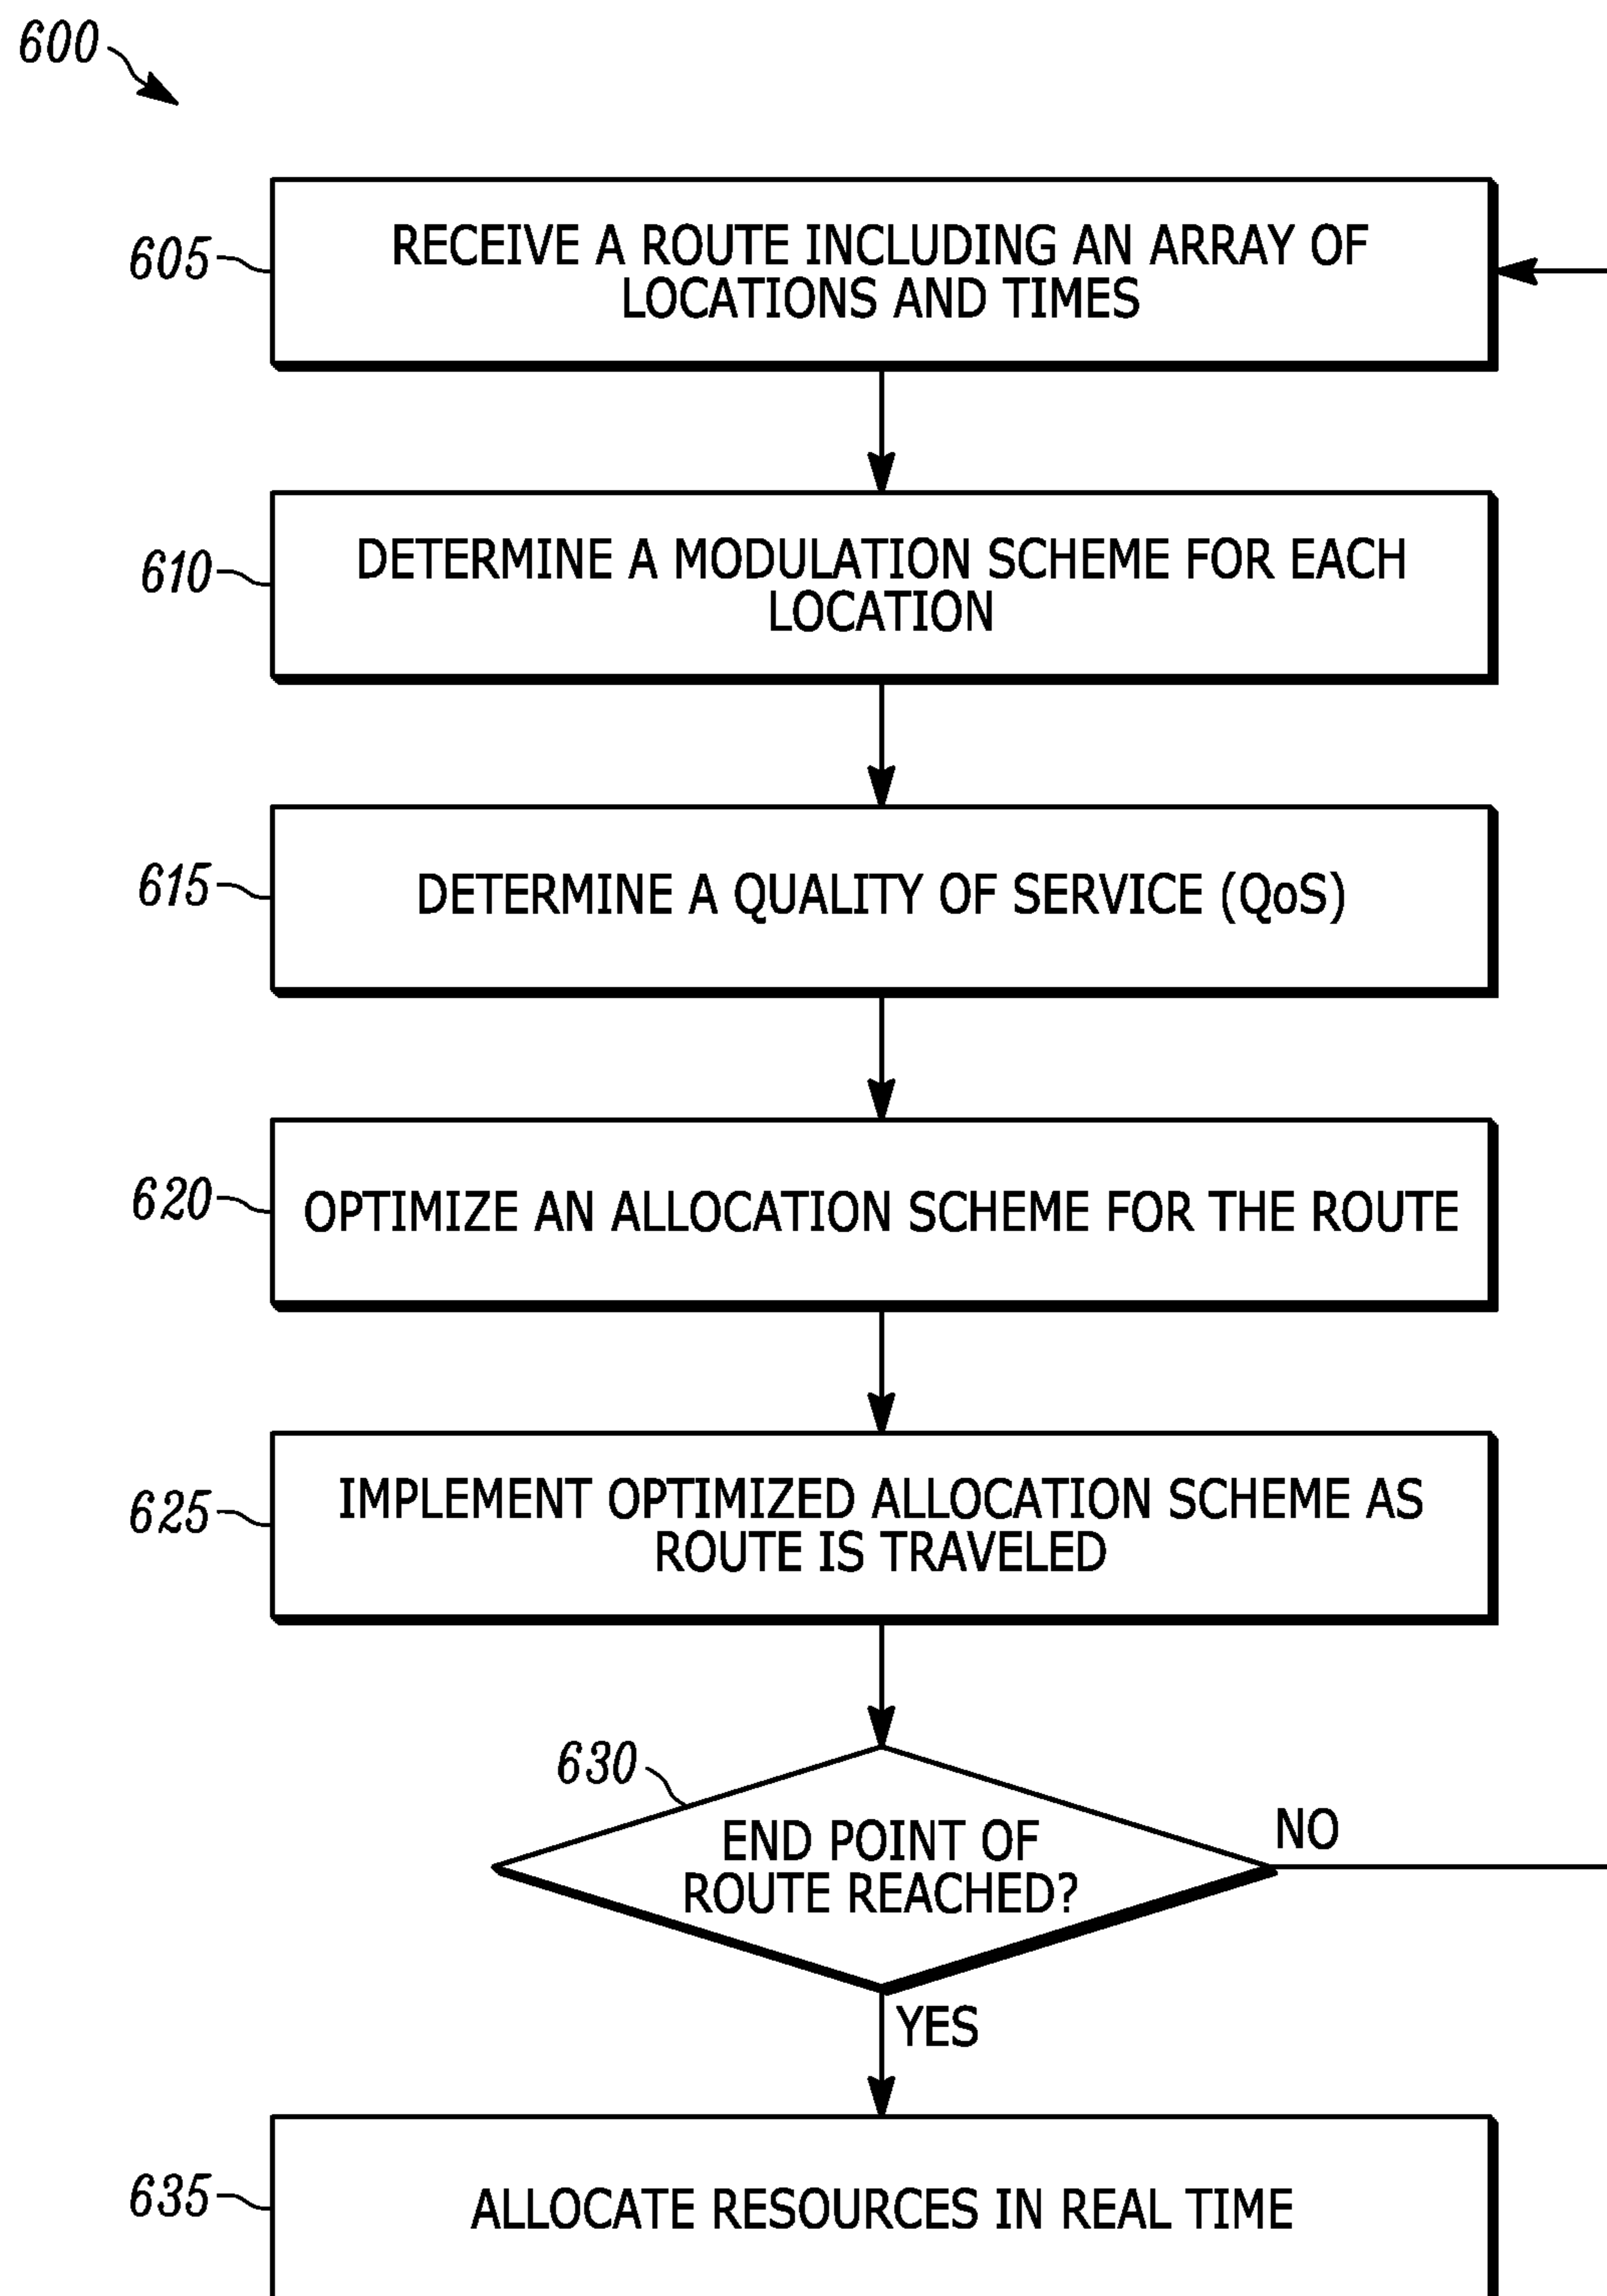 600
605
RECEIVE A ROUTE INCLUDING AN ARRAY OF
LOCATIONS AND TIMES
610
DETERMINE A MODULATION SCHEME FOR EACH
LOCATION
615
DETERMINE A QUALITY OF SERVICE (QoS)
620
OPTIMIZE AN ALLOCATION SCHEME FOR THE ROUTE
625
IMPLEMENT OPTIMIZED ALLOCATION SCHEME AS
ROUTE IS TRAVELED
630
END POINT OF
ROUTE REACHED?
NO
YES
635
ALLOCATE RESOURCES IN REAL TIME